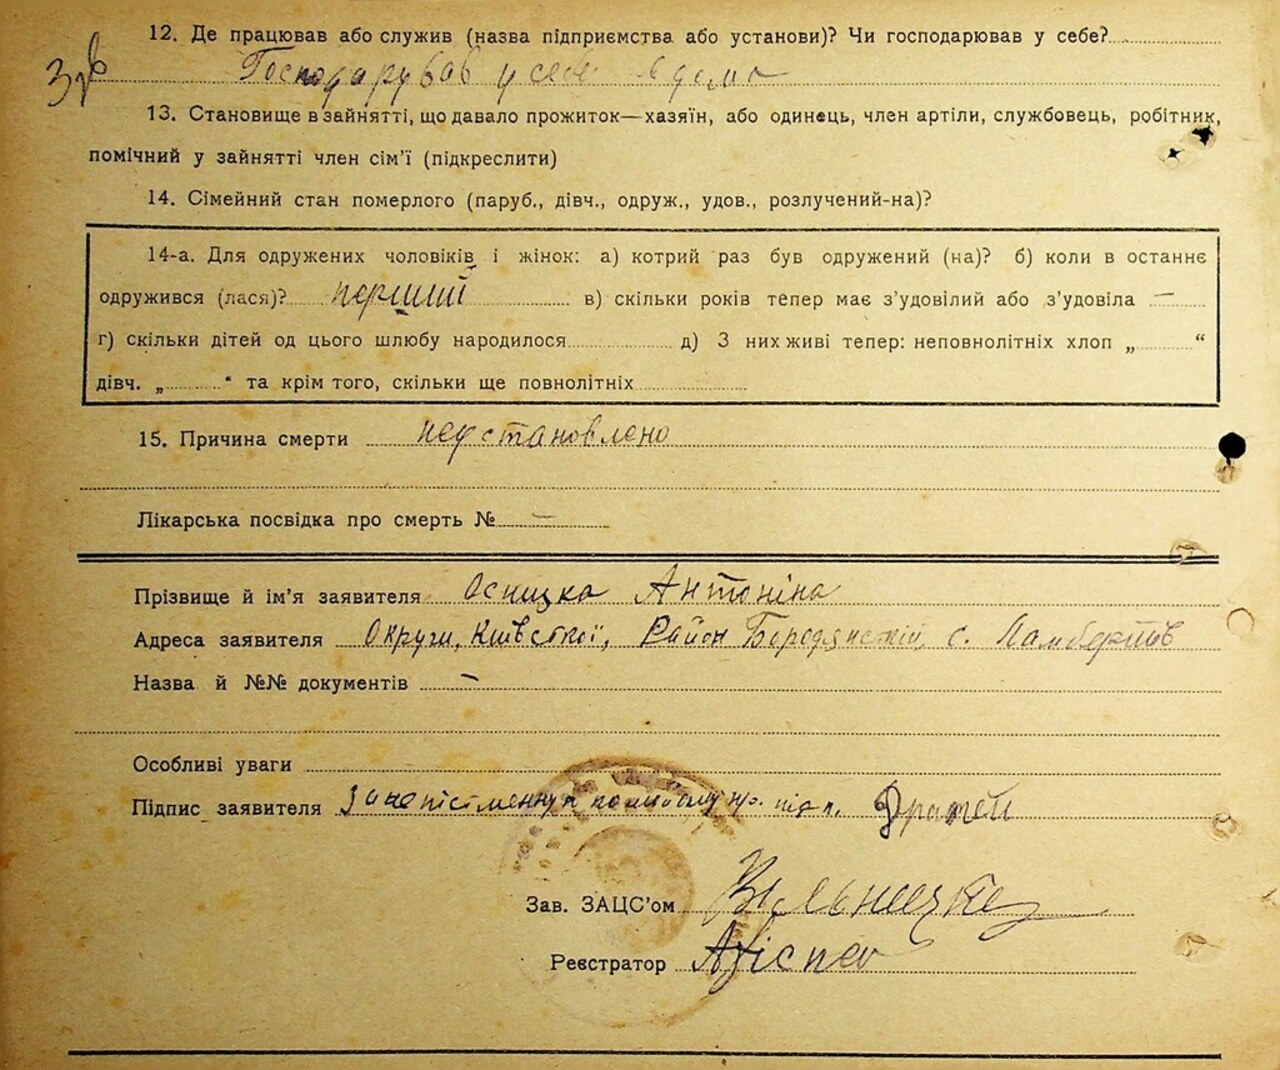 12. Де працював або служив (назва підприємства або установи)? Чи господарював у себе?
Господарував у себе вдома
13. Становище в зайнятті, що давало прожиток—хазяїн, або одинець, член артіли, службовець, робітник,
помічний у зайнятті член сім'ї (підкреслити)
14. Сімейний стан померлого (паруб., дівч., одруж., удов., розлучений-на)?
14-а. Для одружених чоловіків і жінок: а) котрий раз був одружений (на)? б) коли в останнє
одружився (лася)? перший в) скільки років тепер має з'удовілий або з'удовіла —
г) скільки дітей од цього шлюбу народилося д) З них живі тепер: неповнолітніх хлоп „ “
дівч. „ “ та крім того, скільки ще повнолітніх
15. Причина смерти неустановлено
Лікарська посвідка про смерть № —
Прізвище й ім'я заявителя Осницка Антоніна
Адреса заявителя Округи, Київської, Район Бородянский, с.
Назва й №№ документів —
Особливі уваги
Підпис заявителя
Зав. ЗАЦС'ом
Реєстратор